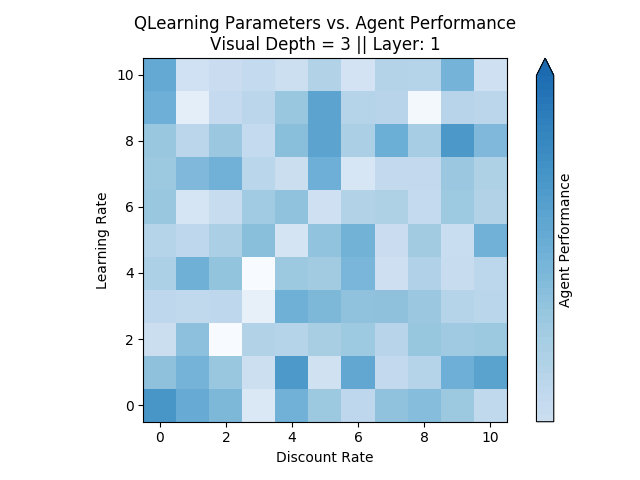 QLearning Parameters vs. Agent Performance
Visual Depth = 3 || Layer: 1
10
8
6
4
2
0
Learning Rate
0 2 4 6 8 10
Discount Rate
Agent Performance